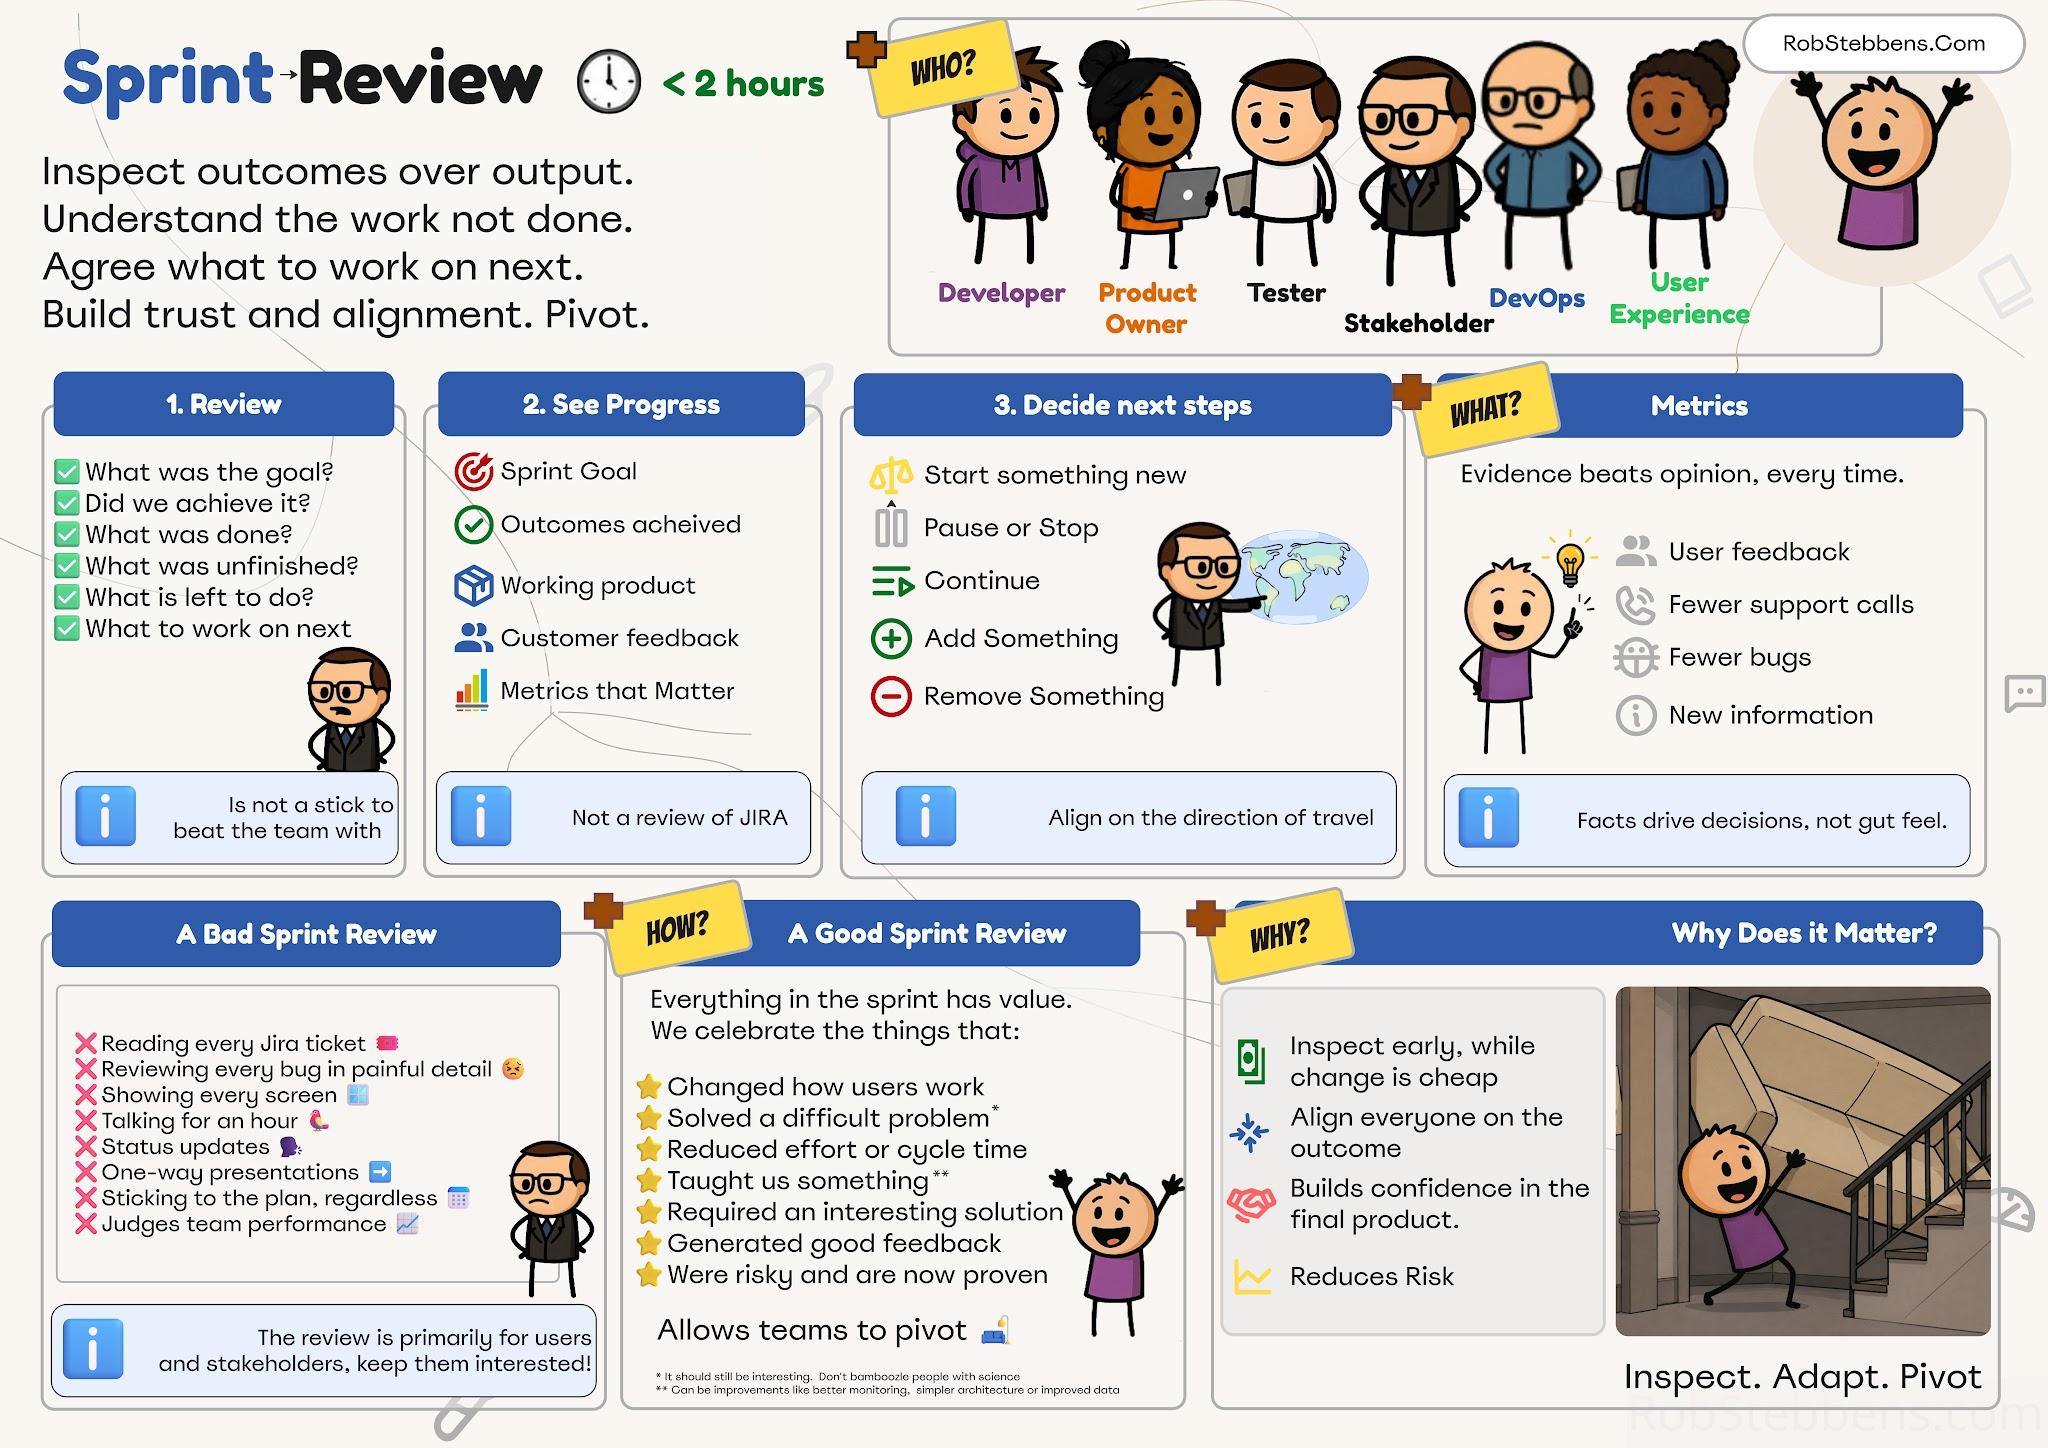 Sprint Review
< 2 hours
Inspect outcomes over output.
Understand the work not done.
Agree what to work on next.
Build trust and alignment. Pivot.
WHO?
RobStebbens.Com
Developer
Product
Owner
Tester
Stakeholder
DevOps
User
Experience
1. Review
What was the goal?
Did we achieve it?
What was done?
What was unfinished?
What is left to do?
What to work on next
Is not a stick to
beat the team with
2. See Progress
Sprint Goal
Outcomes acheived
Working product
Customer feedback
Metrics that Matter
Not a review of JIRA
3. Decide next steps
Start something new
Pause or Stop
Continue
Add Something
Remove Something
Align on the direction of travel
WHAT?
Metrics
Evidence beats opinion, every time.
User feedback
Fewer support calls
Fewer bugs
New information
Facts drive decisions, not gut feel.
A Bad Sprint Review
Reading every Jira ticket
Reviewing every bug in painful detail
Showing every screen
Talking for an hour
Status updates
One-way presentations
Sticking to the plan, regardless
Judges team performance
The review is primarily for users
and stakeholders, keep them interested!
HOW?
A Good Sprint Review
Everything in the sprint has value.
We celebrate the things that:
Changed how users work
Solved a difficult problem*
Reduced effort or cycle time
Taught us something**
Required an interesting solution
Generated good feedback
Were risky and are now proven
Allows teams to pivot
* It should still be interesting. Don't bamboozle people with science
** Can be improvements like better monitoring, simpler architecture or improved data
WHY?
Why Does it Matter?
Inspect early, while
change is cheap
Align everyone on the
outcome
Builds confidence in the
final product.
Reduces Risk
Inspect. Adapt. Pivot
RobStebbens.com